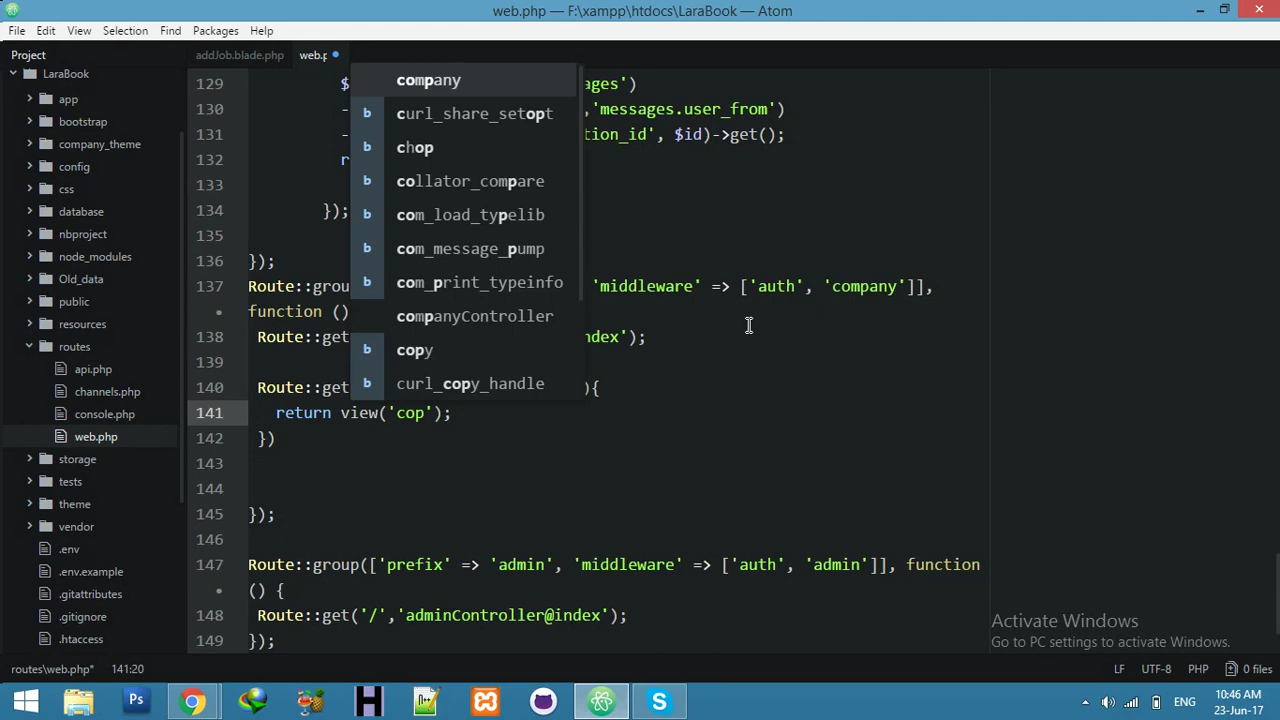 web.php — F:\xampp\htdocs\LaraBook — Atom
File Edit View Selection Find Packages Help
Project
LaraBook
app
bootstrap
company_theme
config
css
database
nbproject
node_modules
Old_data
public
resources
routes
api.php
channels.php
console.php
web.php
storage
tests
theme
vendor
.env
.env.example
.gitattributes
.gitignore
.htaccess
addJob.blade.php web.p
company
curl_share_setopt
chop
collator_compare
com_load_typelib
com_message_pump
com_print_typeinfo
companyController
copy
curl_copy_handle
129 $ ages')
130 - ,'messages.user_from')
131 - tion_id', $id)->get();
132 r
133
134 });
135
136 });
137 Route::grou 'middleware' => ['auth', 'company']],
function ()
138 Route::get ndex');
139
140 Route::get ){
141 return view('cop');
142 })
143
144
145 });
146
147 Route::group(['prefix' => 'admin', 'middleware' => ['auth', 'admin']], function
() {
148 Route::get('/','adminController@index');
149 });
Activate Windows
Go to PC settings to activate Windows.
routes\web.php* 141:20 LF UTF-8 PHP 0 files
Ps
ENG
10:46 AM
23-Jun-17